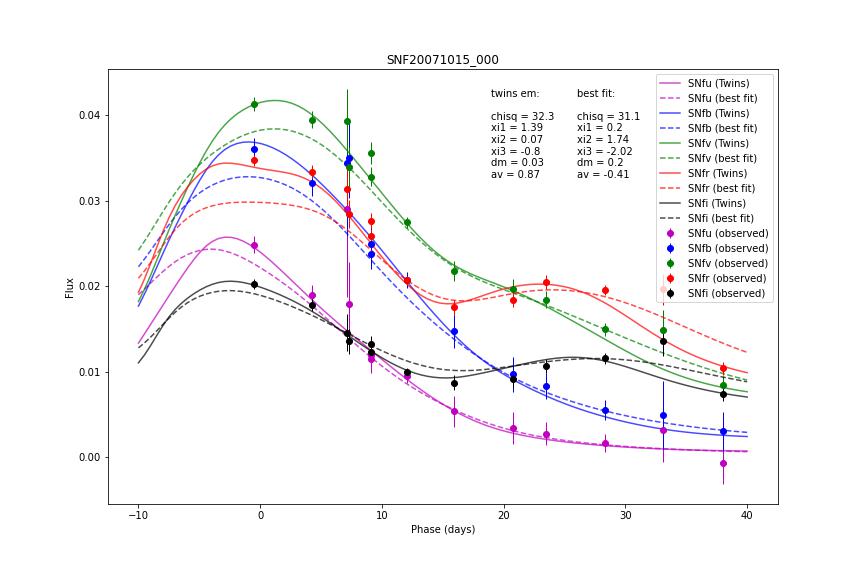 SNF20071015_000
twins em: best fit:
chisq = 32.3 chisq = 31.1
xi1 = 1.39 xi1 = 0.2
xi2 = 0.07 xi2 = 1.74
xi3 = -0.8 xi3 = -2.02
dm = 0.03 dm = 0.2
av = 0.87 av = -0.41
SNfu (Twins)
SNfu (best fit)
SNfb (Twins)
SNfb (best fit)
SNfv (Twins)
SNfv (best fit)
SNfr (Twins)
SNfr (best fit)
SNfi (Twins)
SNfi (best fit)
SNfu (observed)
SNfb (observed)
SNfv (observed)
SNfr (observed)
SNfi (observed)
Flux
0.04
0.03
0.02
0.01
0.00
−10 0 10 20 30 40
Phase (days)